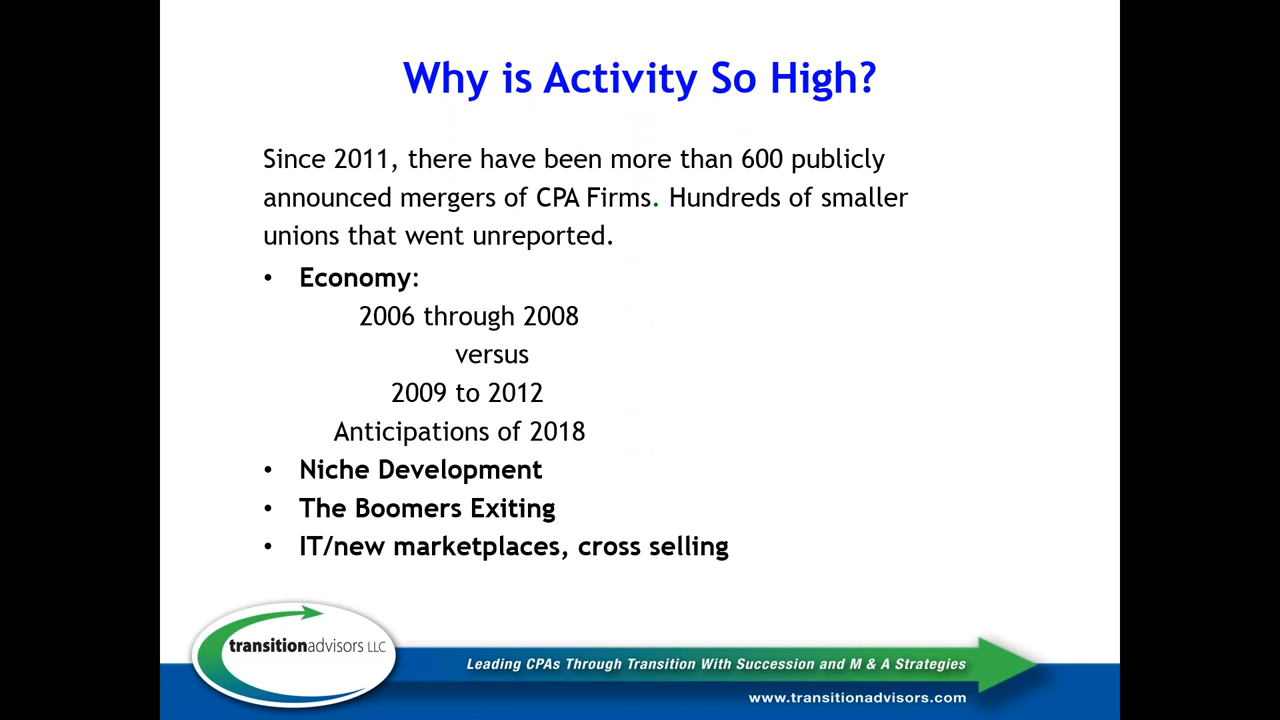 Why is Activity So High?
Since 2011, there have been more than 600 publicly
announced mergers of CPA Firms. Hundreds of smaller
unions that went unreported.
• Economy:
2006 through 2008
versus
2009 to 2012
Anticipations of 2018
• Niche Development
• The Boomers Exiting
• IT/new marketplaces, cross selling
transitionadvisors LLC
Leading CPAs Through Transition With Succession and M & A Strategies
www.transitionadvisors.com